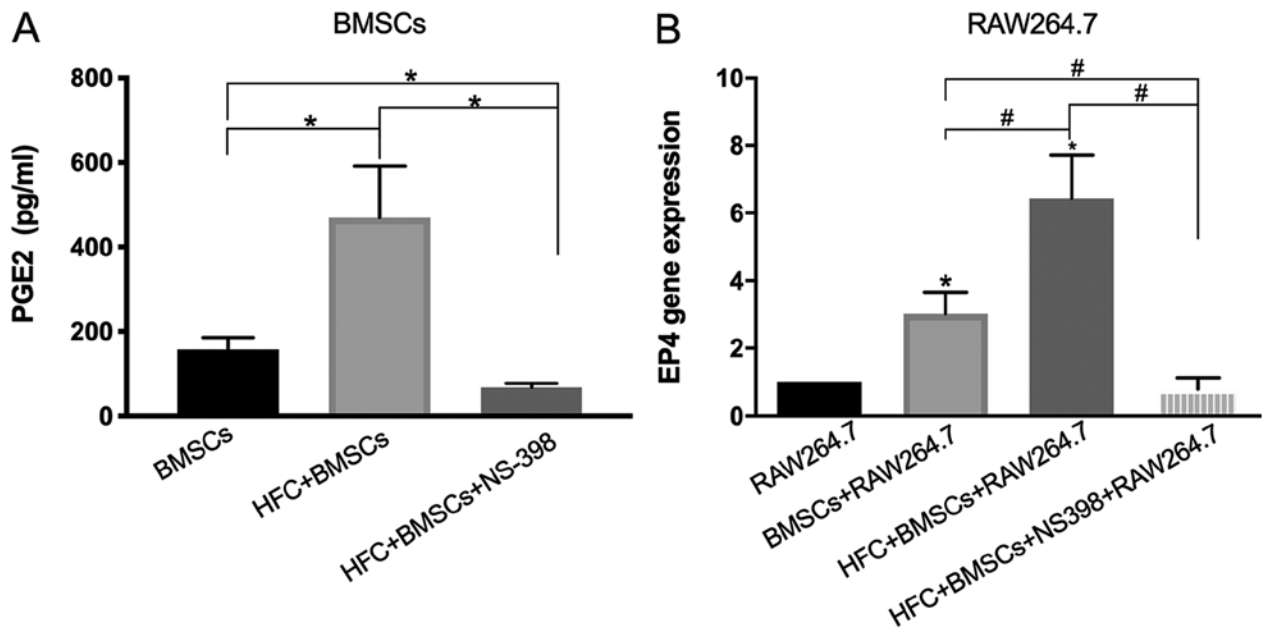 A
BMSCs
PGE2 (pg/ml)
800
600
400
200
0
*
*
*
BMSCs
HFC+BMSCs
HFC+BMSCs+NS-398
B
RAW264.7
EP4 gene expression
10
8
6
4
2
0
#
#
#
*
*
RAW264.7
BMSCs+RAW264.7
HFC+BMSCs+RAW264.7
HFC+BMSCs+NS398+RAW264.7